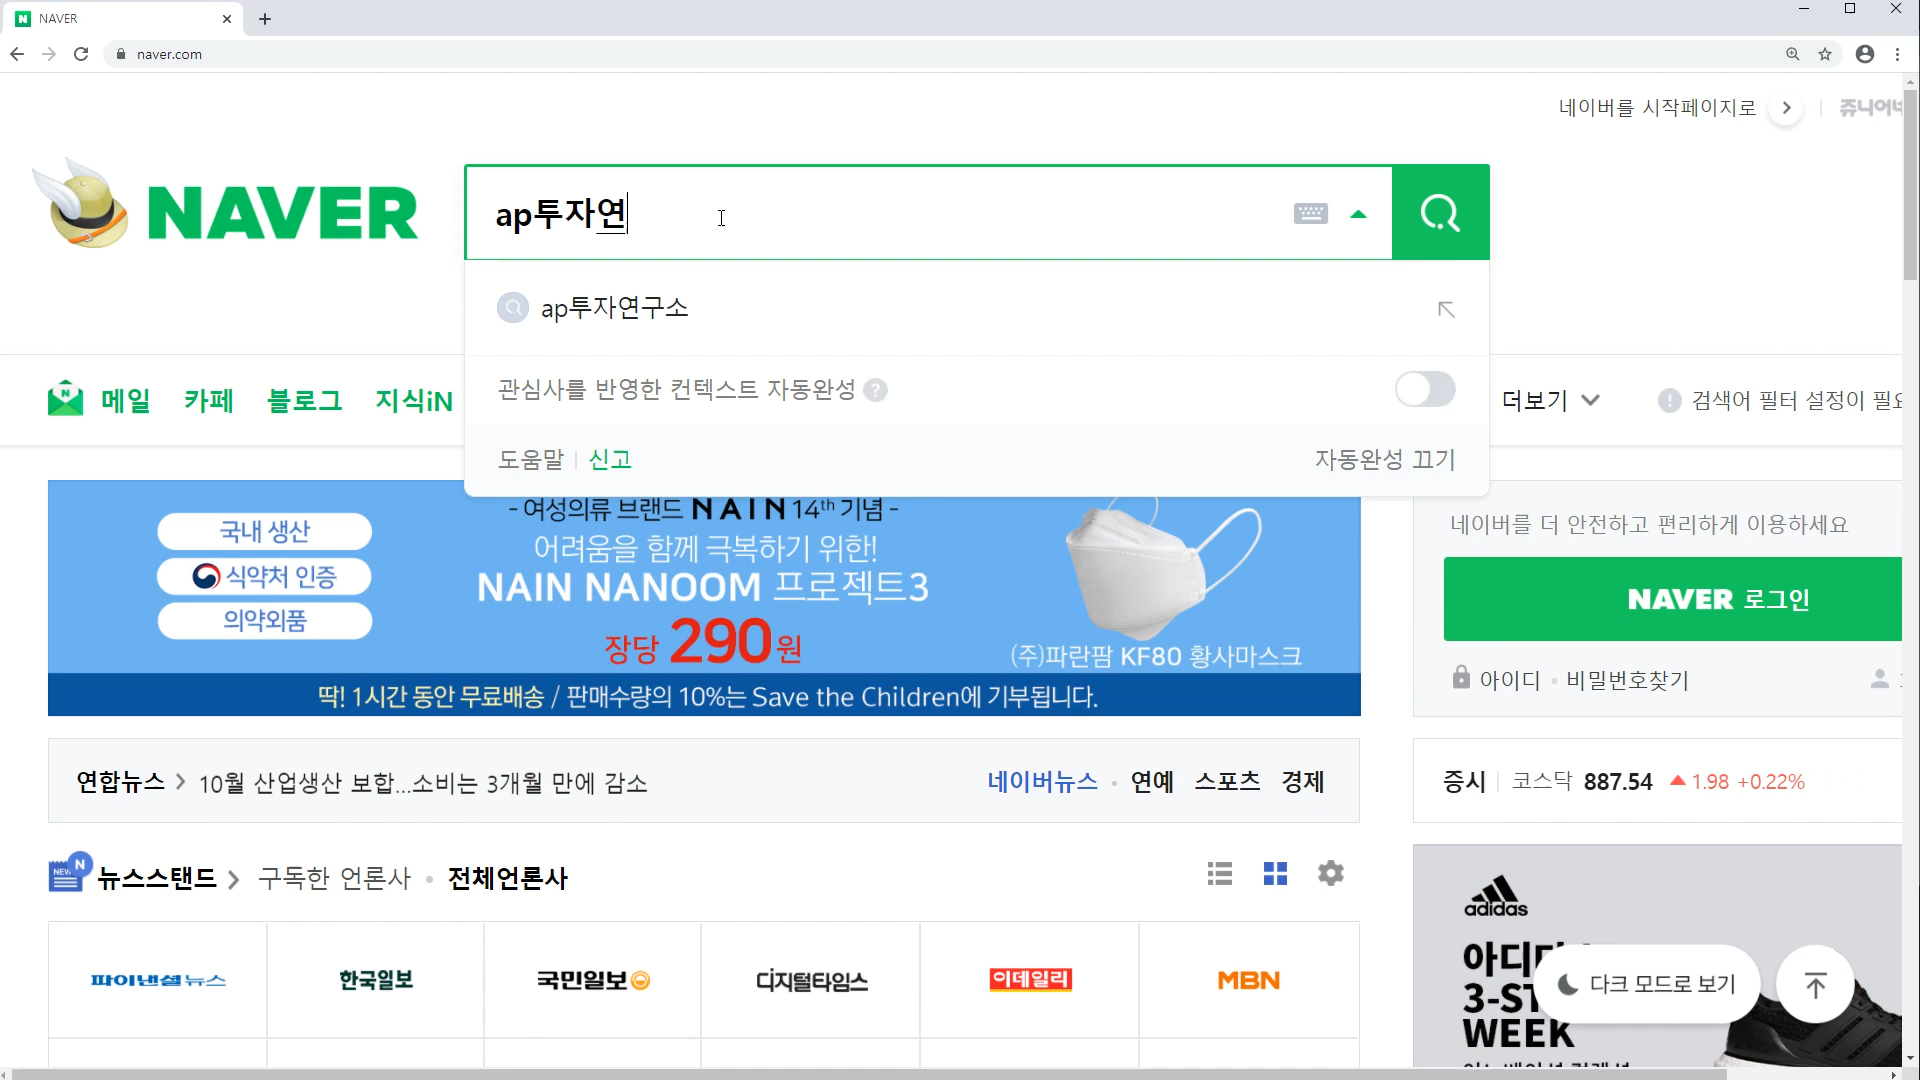 NAVER
naver.com
네이버를 시작페이지로
NAVER
ap투자연
ap투자연구소
관심사를 반영한 컨텍스트 자동완성 ?
도움말 신고 자동완성 끄기
메일 카페 블로그 지식iN 더보기 검색어 필터 설정이
국내 생산
식약처 인증
의약외품
- 여성의류 브랜드 NAIN 14th 기념 -
어려움을 함께 극복하기 위한!
NAIN NANOOM 프로젝트3
장당 290원
(주)파란팜 KF80 황사마스크
딱! 1시간 동안 무료배송 / 판매수량의 10%는 Save the Children에 기부됩니다.
네이버를 더 안전하고 편리하게 이용하세요
NAVER 로그인
아이디 · 비밀번호찾기
연합뉴스 > 10월 산업생산 보합...소비는 3개월 만에 감소
네이버뉴스 · 연예 스포츠 경제
증시 코스닥 887.54 ▲ 1.98 +0.22%
NEW N 뉴스스탠드 > 구독한 언론사 · 전체언론사
파이낸셜뉴스 한국일보 국민일보 디지털타임스 이데일리 MBN
adidas
3-ST
WEEK
다크 모드로 보기